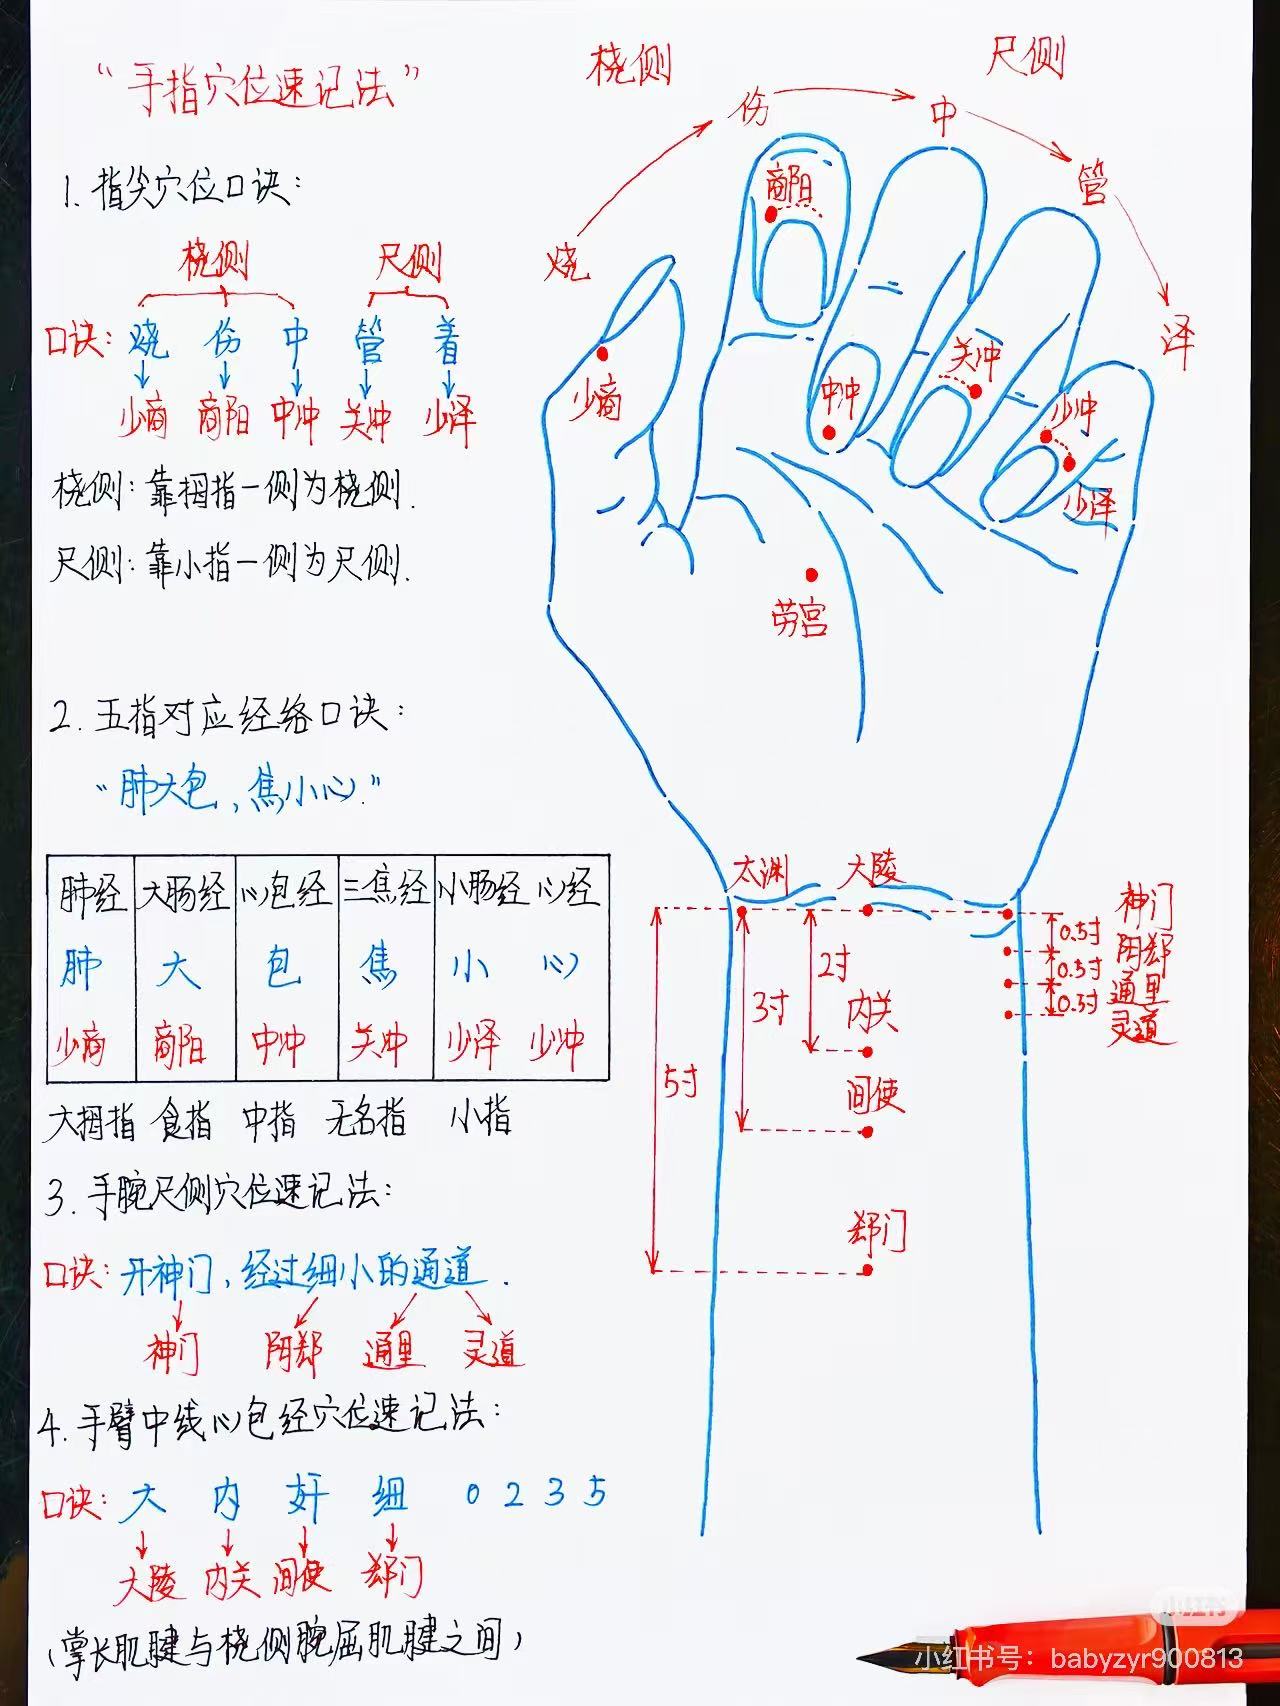 “手指穴位速记法”
1. 指尖穴位口诀：
桡侧 尺侧
口诀：烧 伤 中 管 着
少商 商阳 中冲 关冲 少泽
桡侧：靠拇指一侧为桡侧.
尺侧：靠小指一侧为尺侧.
2. 五指对应经络口诀：
“肺大包，焦小心.”
肺经 大肠经 心包经 三焦经 小肠经 心经
肺 大 包 焦 小 心
少商 商阳 中冲 关冲 少泽 少冲
大拇指 食指 中指 无名指 小指
3. 手腕尺侧穴位速记法：
口诀：开神门，经过细小的通道.
神门 阴郄 通里 灵道
4. 手臂中线心包经穴位速记法：
口诀：大 内 奸 细 0 2 3 5
大陵 内关 间使 郄门
(掌长肌腱与桡侧腕屈肌腱之间)
桡侧 尺侧
烧 伤 中 管 泽
商阳
少商
中冲
关冲
少冲
少泽
劳宫
太渊 大陵
神门
0.5寸 阴郄
0.5寸 通里
0.5寸 灵道
2寸
内关
3寸
间使
5寸
郄门
小红书
小红书号：babyzyr900813